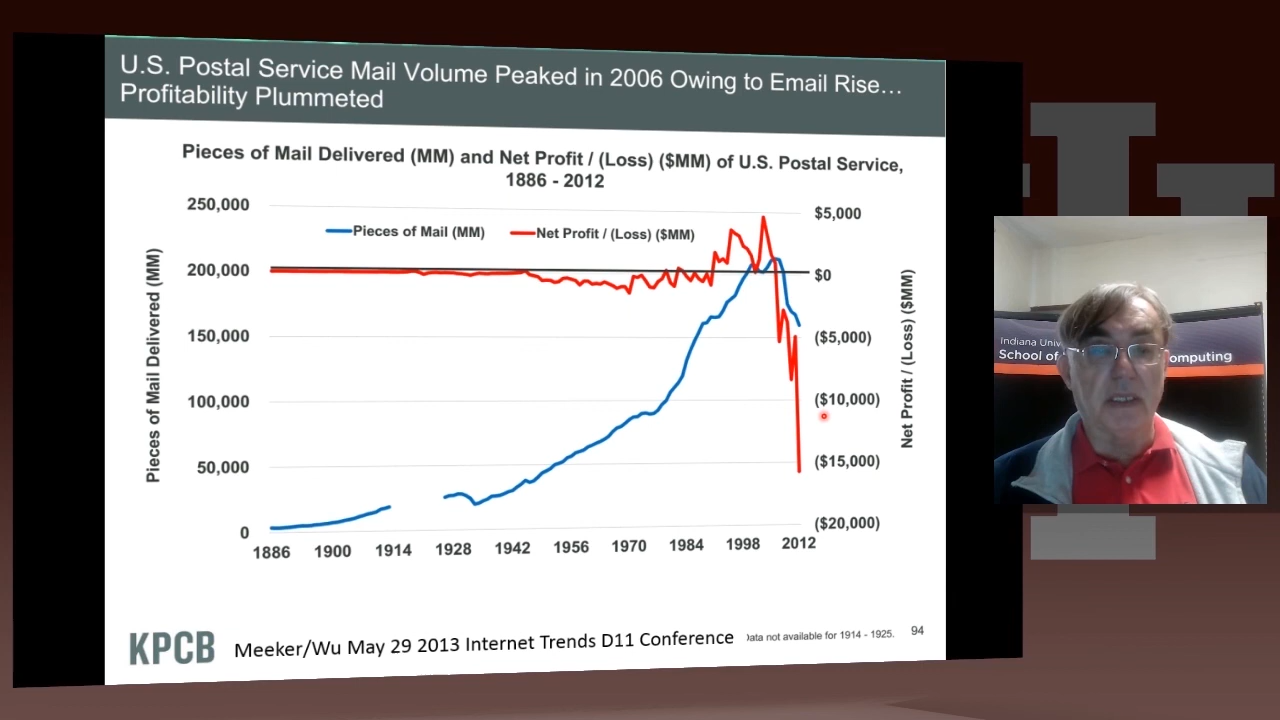 U.S. Postal Service Mail Volume Peaked in 2006 Owing to Email Rise…
Profitability Plummeted
Pieces of Mail Delivered (MM) and Net Profit / (Loss) ($MM) of U.S. Postal Service,
1886 - 2012
Pieces of Mail (MM)
Net Profit / (Loss) ($MM)
Pieces of Mail Delivered (MM)
250,000
200,000
150,000
100,000
50,000
0
$5,000
$0
($5,000)
($10,000)
($15,000)
($20,000)
Net Profit / (Loss) ($MM)
1886 1900 1914 1928 1942 1956 1970 1984 1998 2012
KPCB
Meeker/Wu May 29 2013 Internet Trends D11 Conference
not available for 1914 - 1925.
94
Indiana
School of
omputing